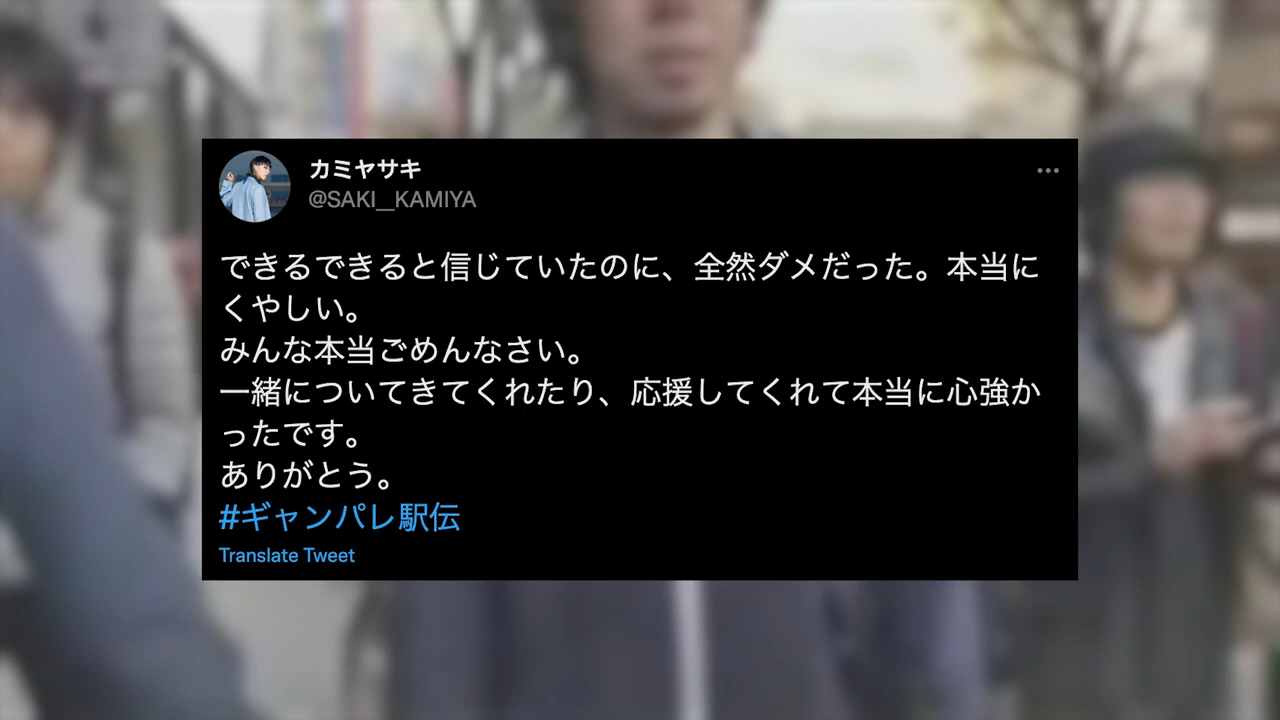 カミヤサキ
@SAKI__KAMIYA
できるできると信じていたのに、全然ダメだった。本当に
くやしい。
みんな本当ごめんなさい。
一緒についてきてくれたり、応援してくれて本当に心強か
ったです。
ありがとう。
#ギャンパレ駅伝
Translate Tweet